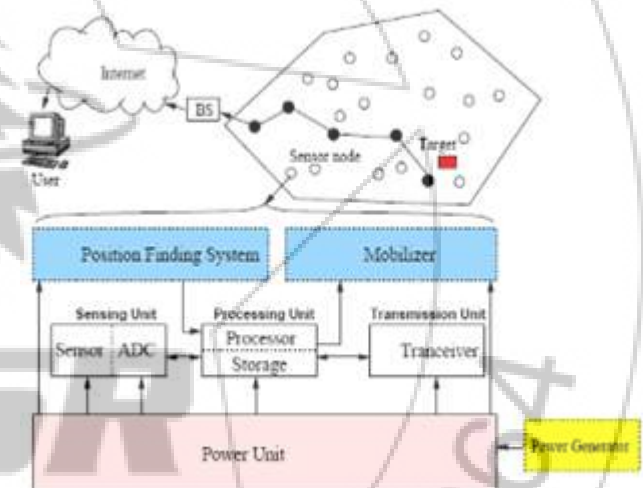 Internet
BS
User
Sensor node
Target
Position Finding System
Mobilizer
Sensing Unit
Processing Unit
Transmission Unit
Sensor
ADC
Processor
Storage
Tranceiver
Power Unit
Power Generator